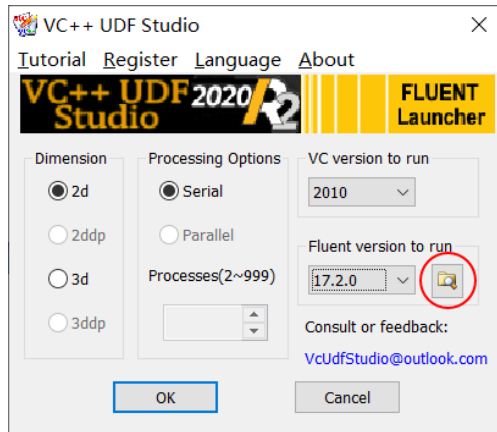 VC++ UDF Studio
Tutorial Register Language About
VC++ UDF 2020 R2
Studio
FLUENT
Launcher
Dimension
2d
2ddp
3d
3ddp
Processing Options
Serial
Parallel
Processes(2~999)
VC version to run
2010
Fluent version to run
17.2.0
Consult or feedback:
VcUdfStudio@outlook.com
OK
Cancel